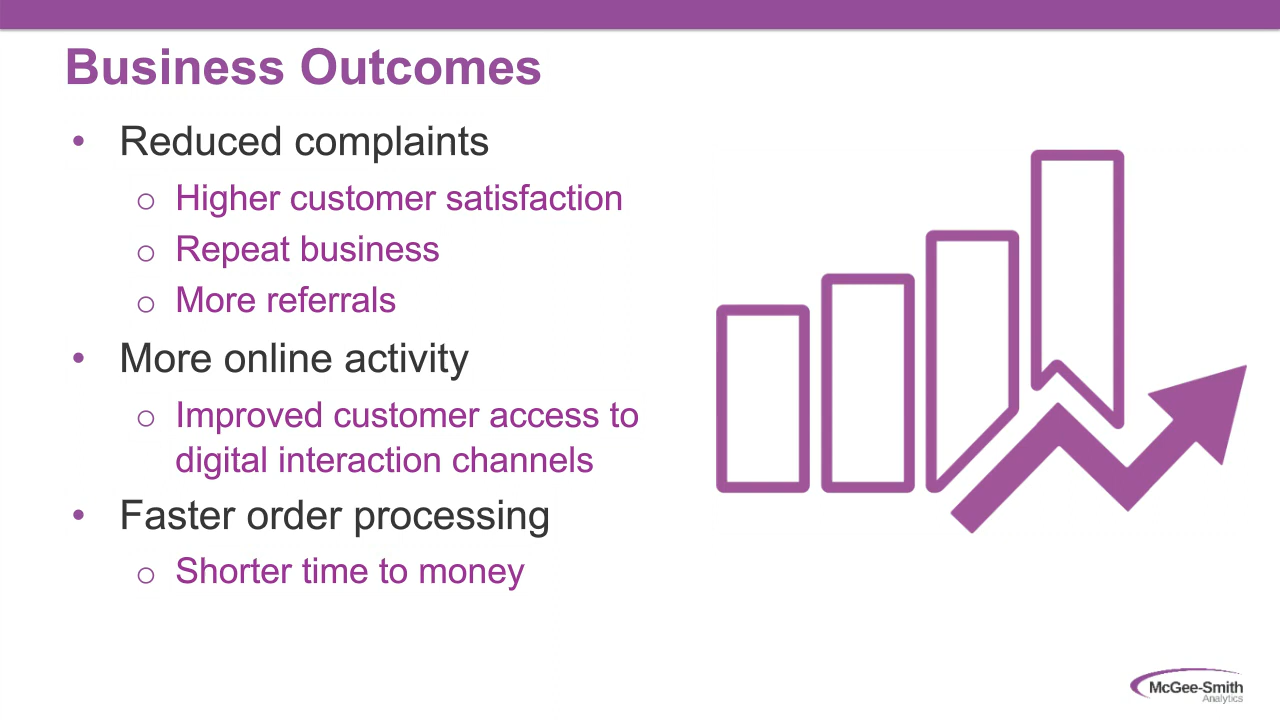 Business Outcomes
• Reduced complaints
o Higher customer satisfaction
o Repeat business
o More referrals
• More online activity
o Improved customer access to
digital interaction channels
• Faster order processing
o Shorter time to money
McGee-Smith
Analytics